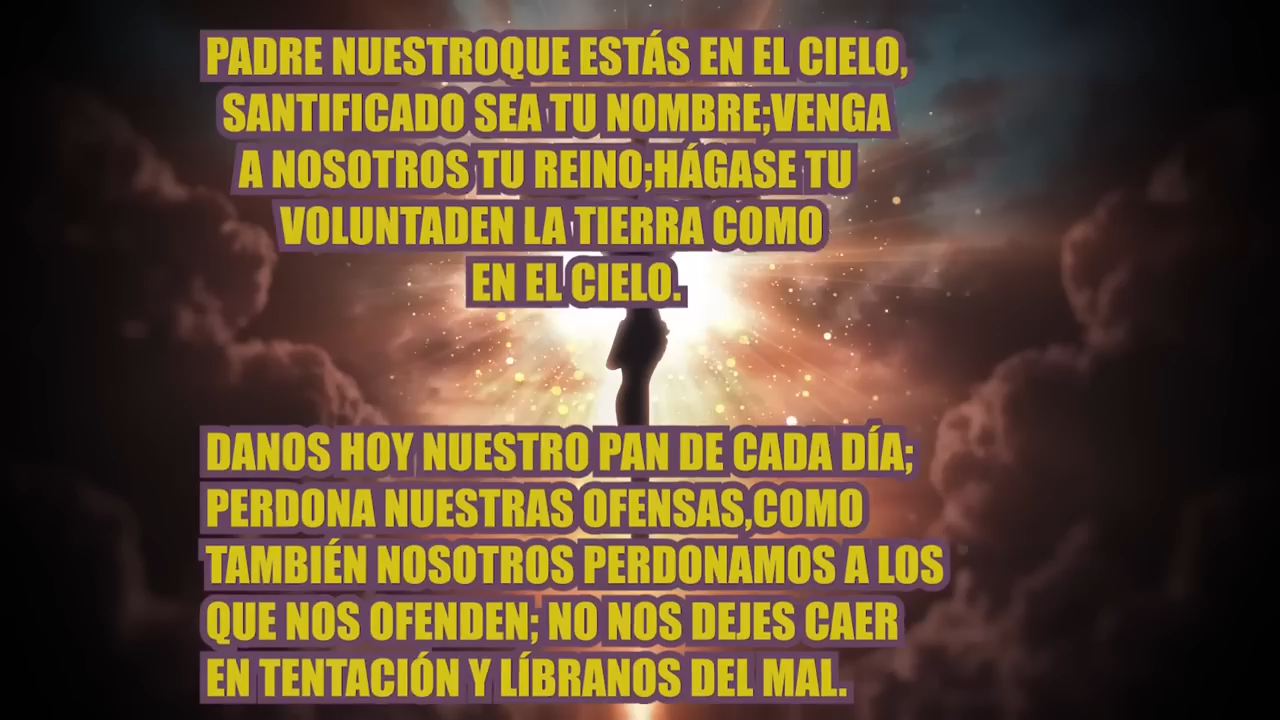 PADRE NUESTROQUE ESTÁS EN EL CIELO,
SANTIFICADO SEA TU NOMBRE;VENGA
A NOSOTROS TU REINO;HÁGASE TU
VOLUNTADEN LA TIERRA COMO
EN EL CIELO.
DANOS HOY NUESTRO PAN DE CADA DÍA;
PERDONA NUESTRAS OFENSAS,COMO
TAMBIÉN NOSOTROS PERDONAMOS A LOS
QUE NOS OFENDEN; NO NOS DEJES CAER
EN TENTACIÓN Y LÍBRANOS DEL MAL.